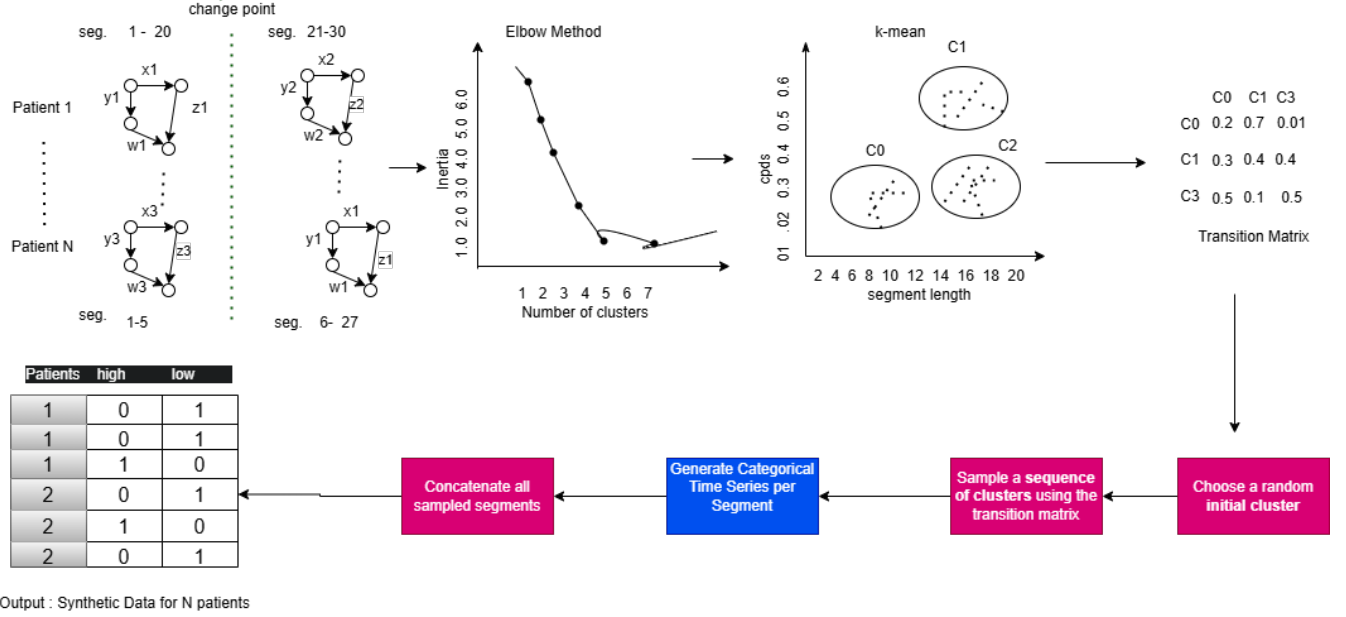 change point
seg. 1 - 20
seg. 21-30
Patient 1
x1
y1
z1
w1
x2
y2
z2
w2
Patient N
x3
y3
z3
w3
x1
y1
z1
w1
seg. 1-5
seg. 6- 27
Elbow Method
Inertia
1.0 2.0 3.0 4.0 5.0 6.0
1 2 3 4 5 6 7
Number of clusters
k-mean
C1
C0
C2
cpds
01 .02 0.3 0.4 0.5 0.6
2 4 6 8 10 12 14 16 18 20
segment length
C0 C1 C3
C0 0.2 0.7 0.01
C1 0.3 0.4 0.4
C3 0.5 0.1 0.5
Transition Matrix
Choose a random
initial cluster
Sample a sequence
of clusters using the
transition matrix
Generate Categorical
Time Series per
Segment
Concatenate all
sampled segments
Patients high low
1 0 1
1 0 1
1 1 0
2 0 1
2 1 0
2 0 1
Output : Synthetic Data for N patients